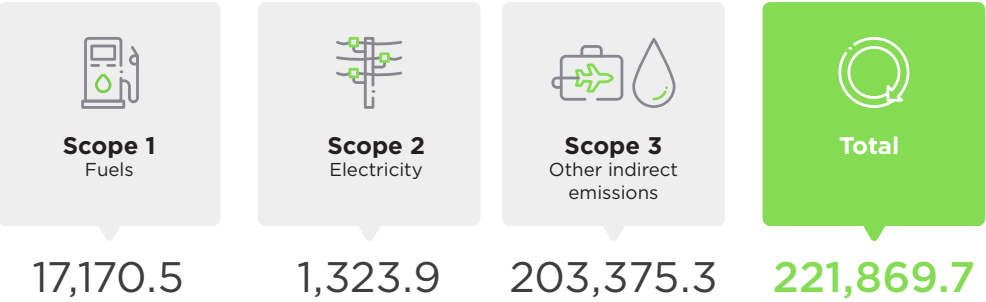 Scope 1
Fuels
17,170.5
Scope 2
Electricity
1,323.9
Scope 3
Other indirect
emissions
203,375.3
Total
221,869.7